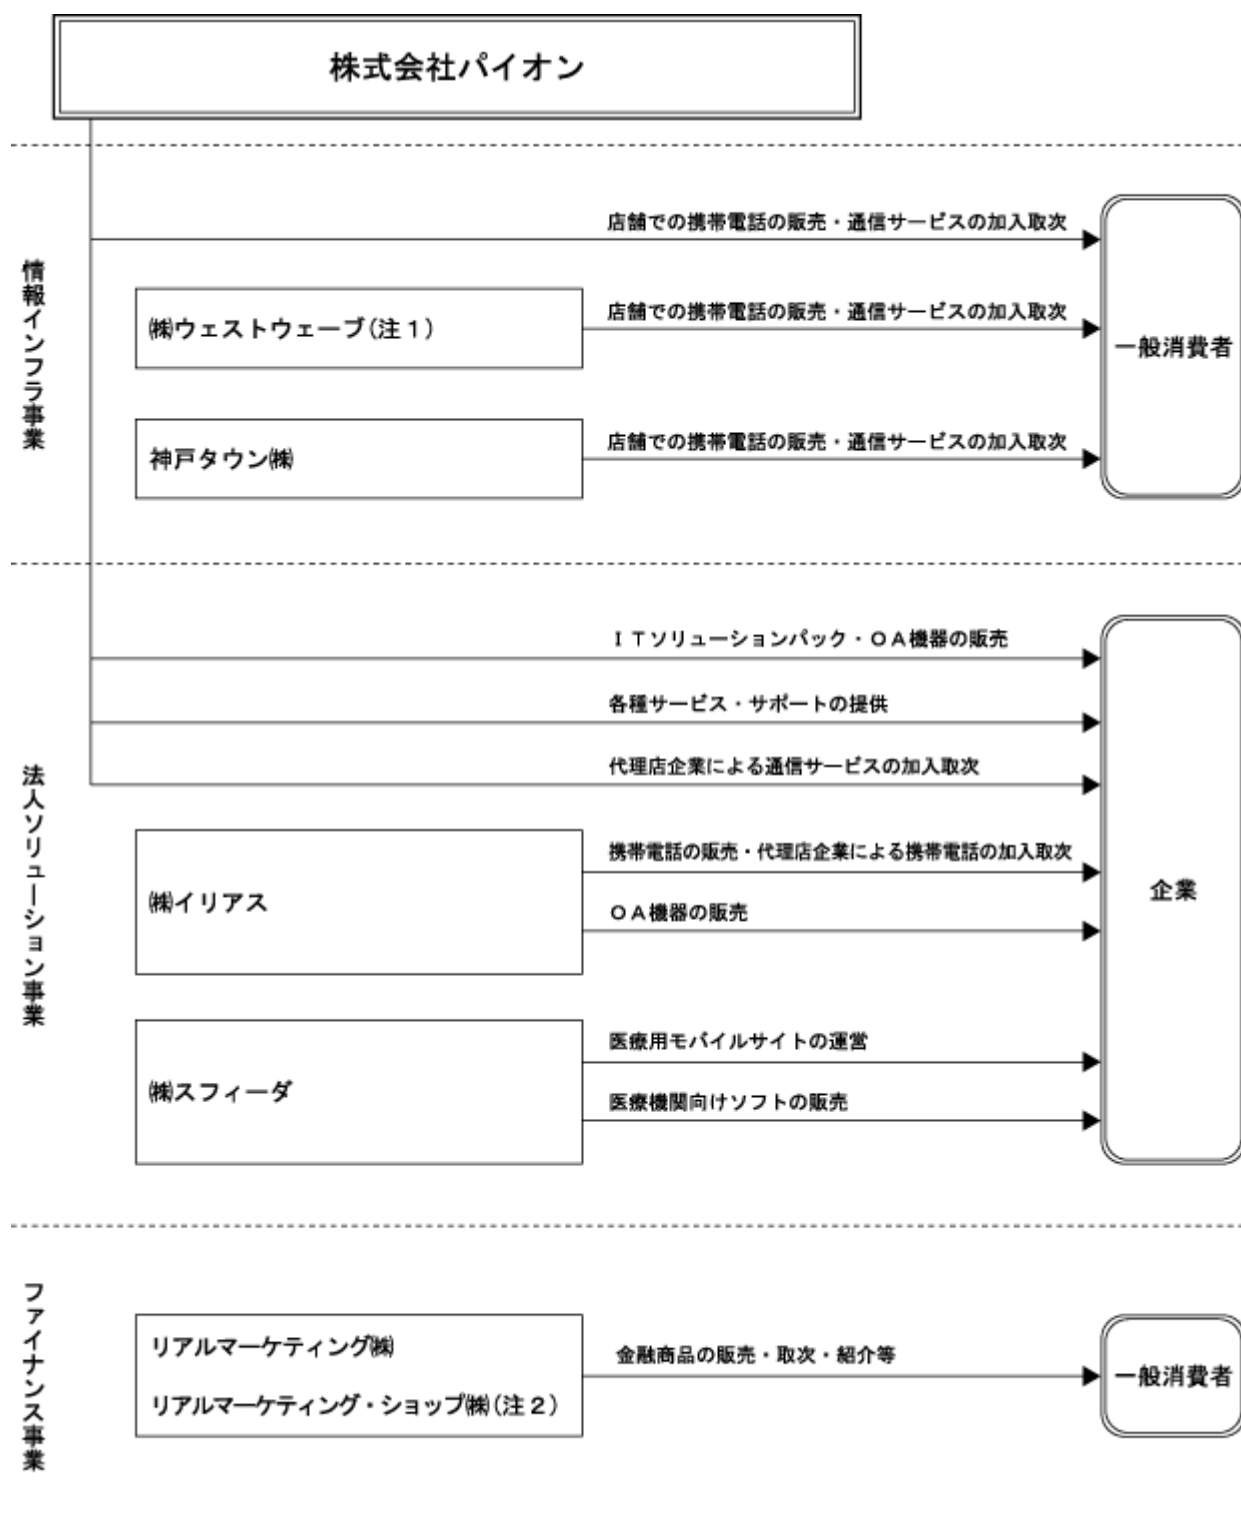 株式会社パイオン
情報インフラ事業
店舗での携帯電話の販売・通信サービスの加入取次
㈱ウェストウェーブ(注１)
店舗での携帯電話の販売・通信サービスの加入取次
神戸タウン㈱
店舗での携帯電話の販売・通信サービスの加入取次
一般消費者
法人ソリューション事業
ＩＴソリューションパック・ＯＡ機器の販売
各種サービス・サポートの提供
代理店企業による通信サービスの加入取次
㈱イリアス
携帯電話の販売・代理店企業による携帯電話の加入取次
ＯＡ機器の販売
㈱スフィーダ
医療用モバイルサイトの運営
医療機関向けソフトの販売
企業
ファイナンス事業
リアルマーケティング㈱
リアルマーケティング・ショップ㈱(注２)
金融商品の販売・取次・紹介等
一般消費者